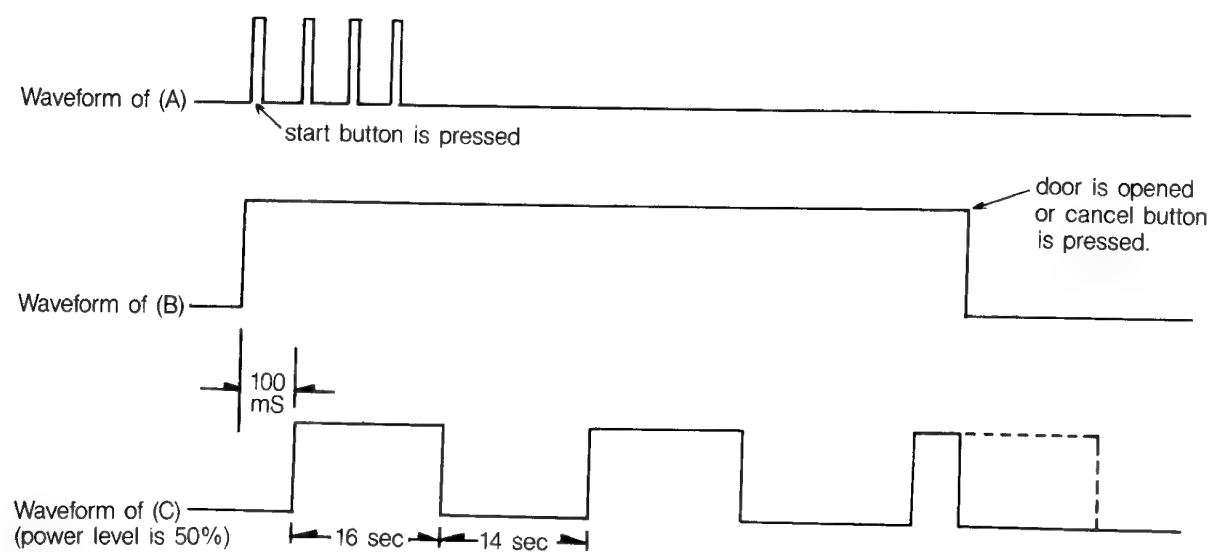 Waveform of (A)
start button is pressed
door is opened
or cancel button
is pressed.
Waveform of (B)
100
mS
Waveform of (C)
(power level is 50%)
16 sec
14 sec